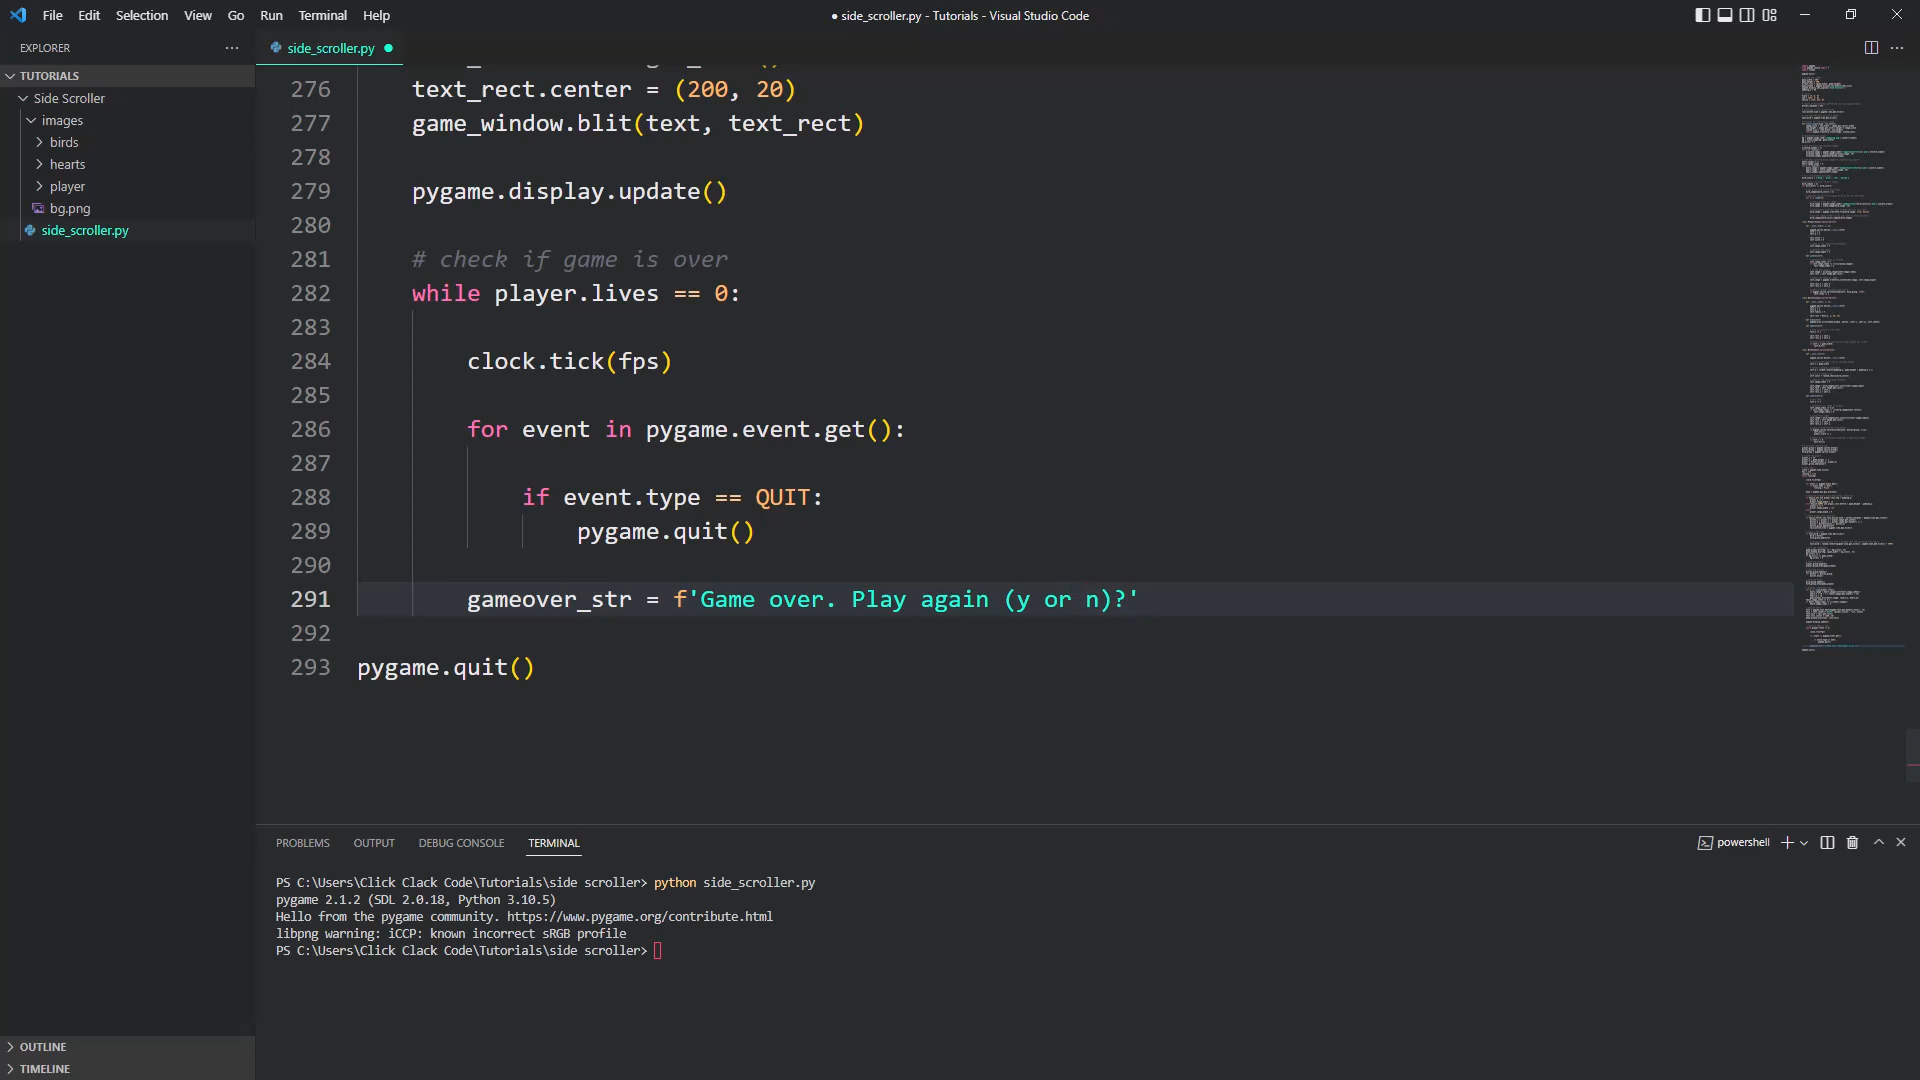 File Edit Selection View Go Run Terminal Help
● side_scroller.py - Tutorials - Visual Studio Code
EXPLORER
TUTORIALS
Side Scroller
images
birds
hearts
player
bg.png
side_scroller.py
side_scroller.py
276 text_rect.center = (200, 20)
277 game_window.blit(text, text_rect)
278
279 pygame.display.update()
280
281 # check if game is over
282 while player.lives == 0:
283
284 clock.tick(fps)
285
286 for event in pygame.event.get():
287
288 if event.type == QUIT:
289 pygame.quit()
290
291 gameover_str = f'Game over. Play again (y or n)?'
292
293 pygame.quit()
PROBLEMS OUTPUT DEBUG CONSOLE TERMINAL
powershell
PS C:\Users\Click Clack Code\Tutorials\side scroller> python side_scroller.py
pygame 2.1.2 (SDL 2.0.18, Python 3.10.5)
Hello from the pygame community. https://www.pygame.org/contribute.html
libpng warning: iCCP: known incorrect sRGB profile
PS C:\Users\Click Clack Code\Tutorials\side scroller>
OUTLINE
TIMELINE